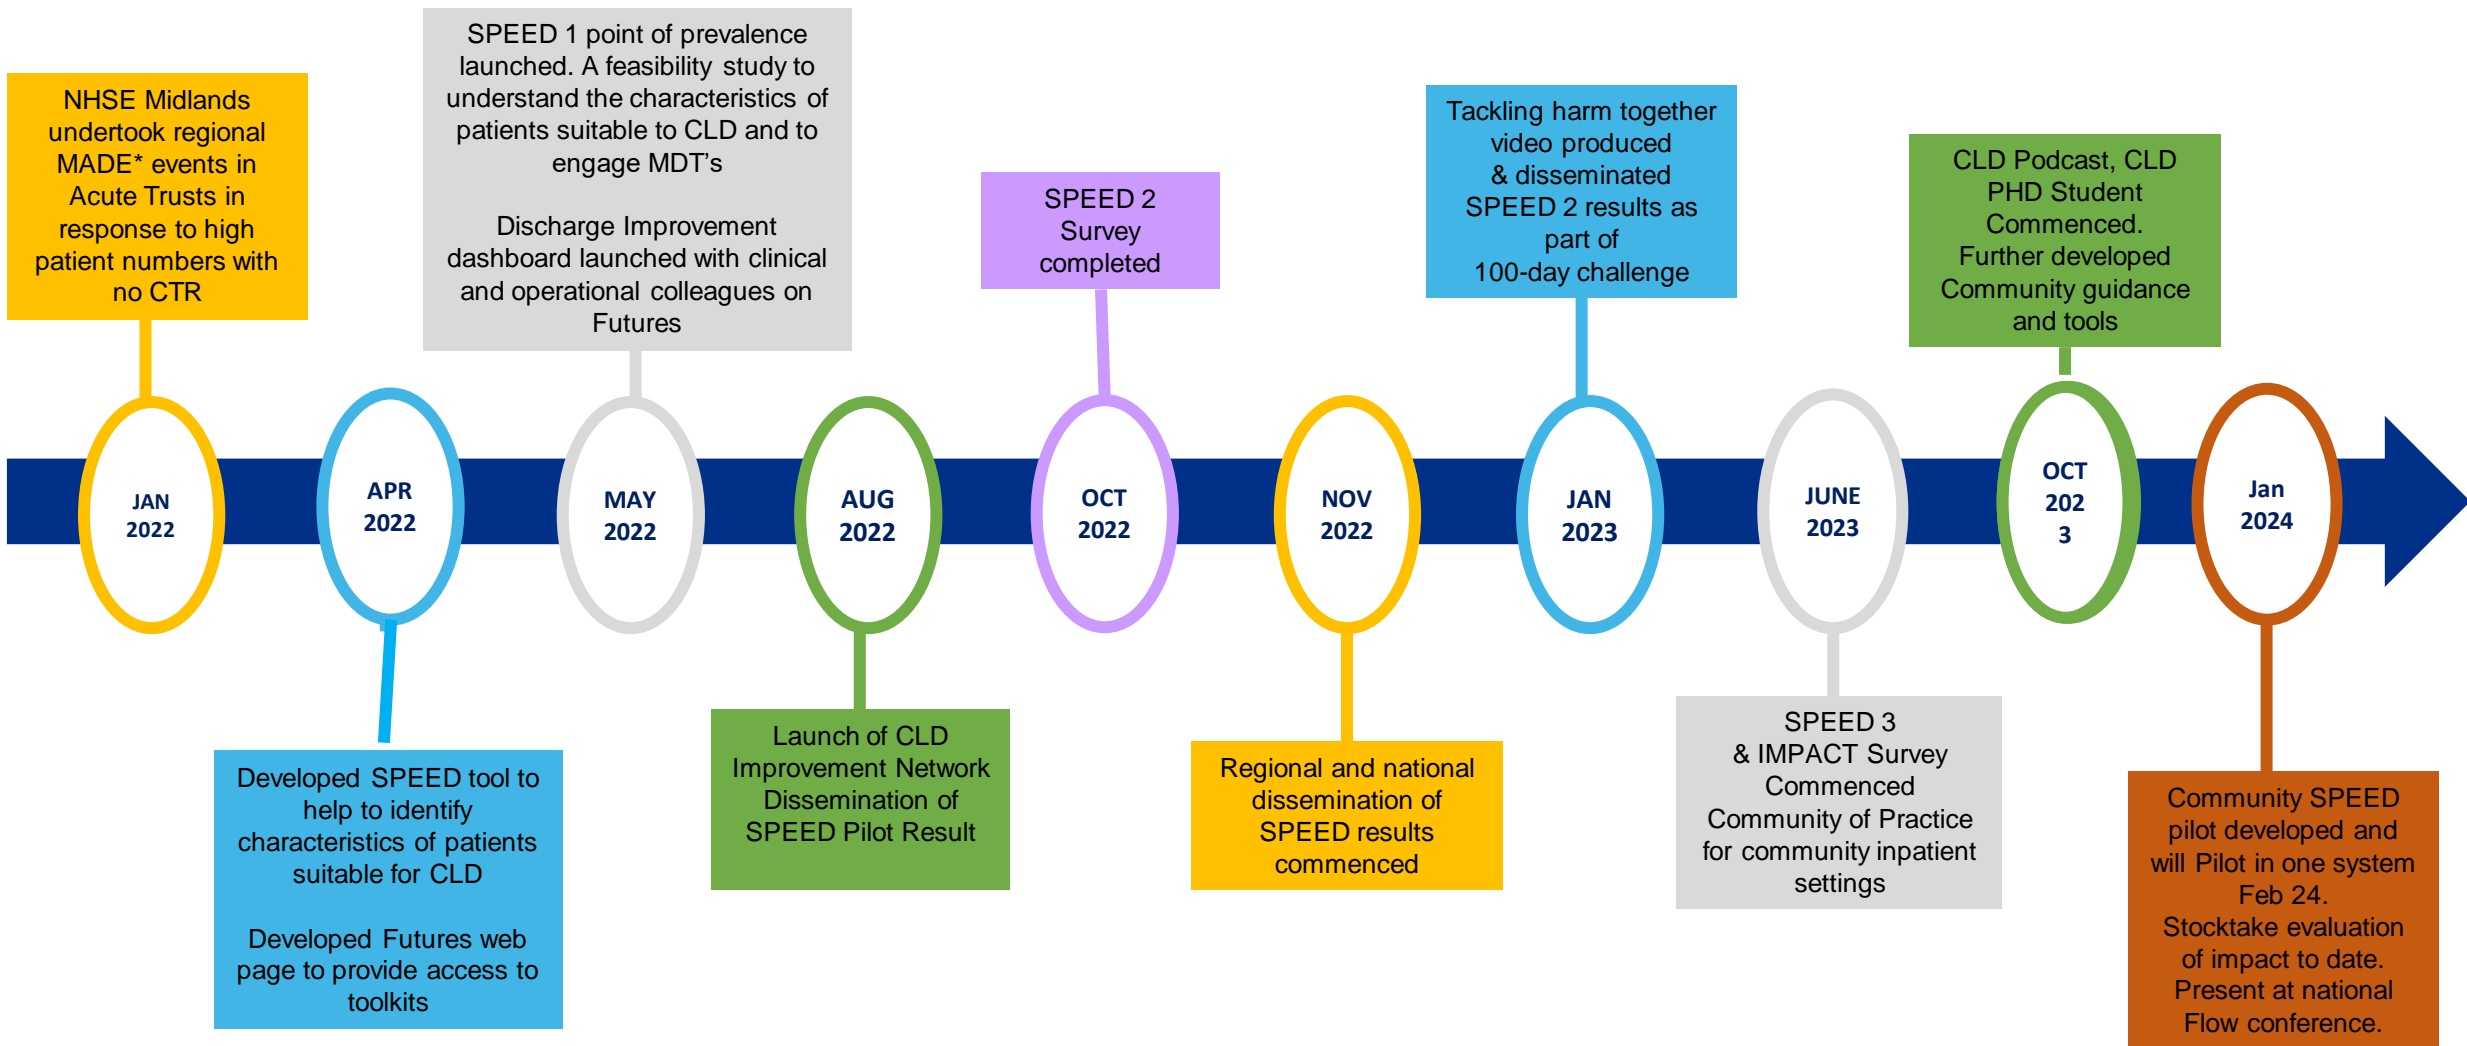 NHSE Midlands
undertook regional
MADE* events in
Acute Trusts in
response to high
patient numbers with
no CTR
SPEED 1 point of prevalence
launched. A feasibility study to
understand the characteristics of
patients suitable to CLD and to
engage MDT’s
Discharge Improvement
dashboard launched with clinical
and operational colleagues on
Futures
SPEED 2
Survey
completed
Tackling harm together
video produced
& disseminated
SPEED 2 results as
part of
100-day challenge
CLD Podcast, CLD
PHD Student
Commenced.
Further developed
Community guidance
and tools
JAN
2022
APR
2022
MAY
2022
AUG
2022
OCT
2022
NOV
2022
JAN
2023
JUNE
2023
OCT
202
3
Jan
2024
Developed SPEED tool to
help to identify
characteristics of patients
suitable for CLD
Developed Futures web
page to provide access to
toolkits
Launch of CLD
Improvement Network
Dissemination of
SPEED Pilot Result
Regional and national
dissemination of
SPEED results
commenced
SPEED 3
& IMPACT Survey
Commenced
Community of Practice
for community inpatient
settings
Community SPEED
pilot developed and
will Pilot in one system
Feb 24.
Stocktake evaluation
of impact to date.
Present at national
Flow conference.